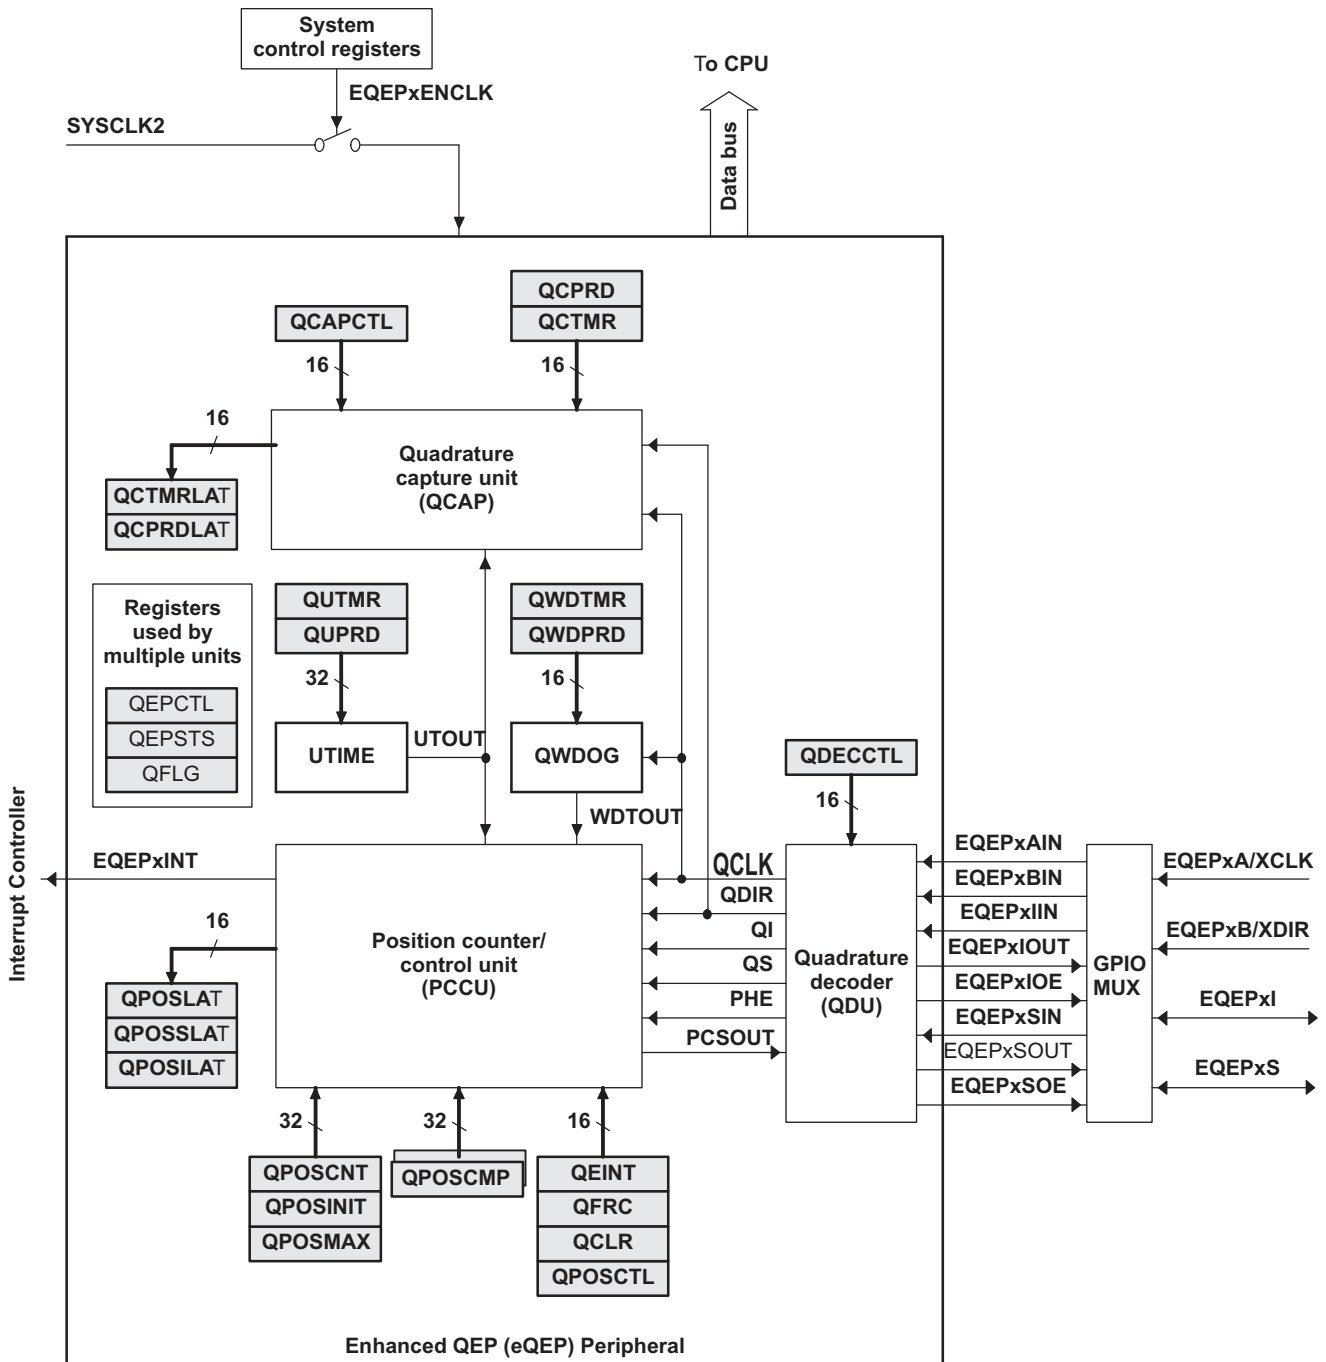 System
control registers
To CPU
EQEPxENCLK
SYSCLK2
Data bus
QCPRD
QCAPCTL
QCTMR
16
16
16
Quadrature
capture unit
(QCAP)
QCTMRLAT
QCPRDLAT
Registers
used by
multiple units
QEPCTL
QEPSTS
QFLG
QUTMR
QUPRD
QWDTMR
QWDPRD
32
16
UTIME
UTOUT
QWDOG
QDECCTL
WDTOUT
16
Interrupt Controller
EQEPxINT
16
Position counter/
control unit
(PCCU)
QCLK
QDIR
QI
QS
PHE
PCSOUT
Quadrature
decoder
(QDU)
EQEPxAIN
EQEPxBIN
EQEPxIIN
EQEPxIOUT
EQEPxIOE
EQEPxSIN
EQEPxSOUT
EQEPxSOE
GPIO
MUX
EQEPxA/XCLK
EQEPxB/XDIR
EQEPxI
EQEPxS
QPOSLAT
QPOSSLAT
QPOSILAT
32
32
16
QPOSCNT
QPOSINIT
QPOSMAX
QPOSCMP
QEINT
QFRC
QCLR
QPOSCTL
Enhanced QEP (eQEP) Peripheral